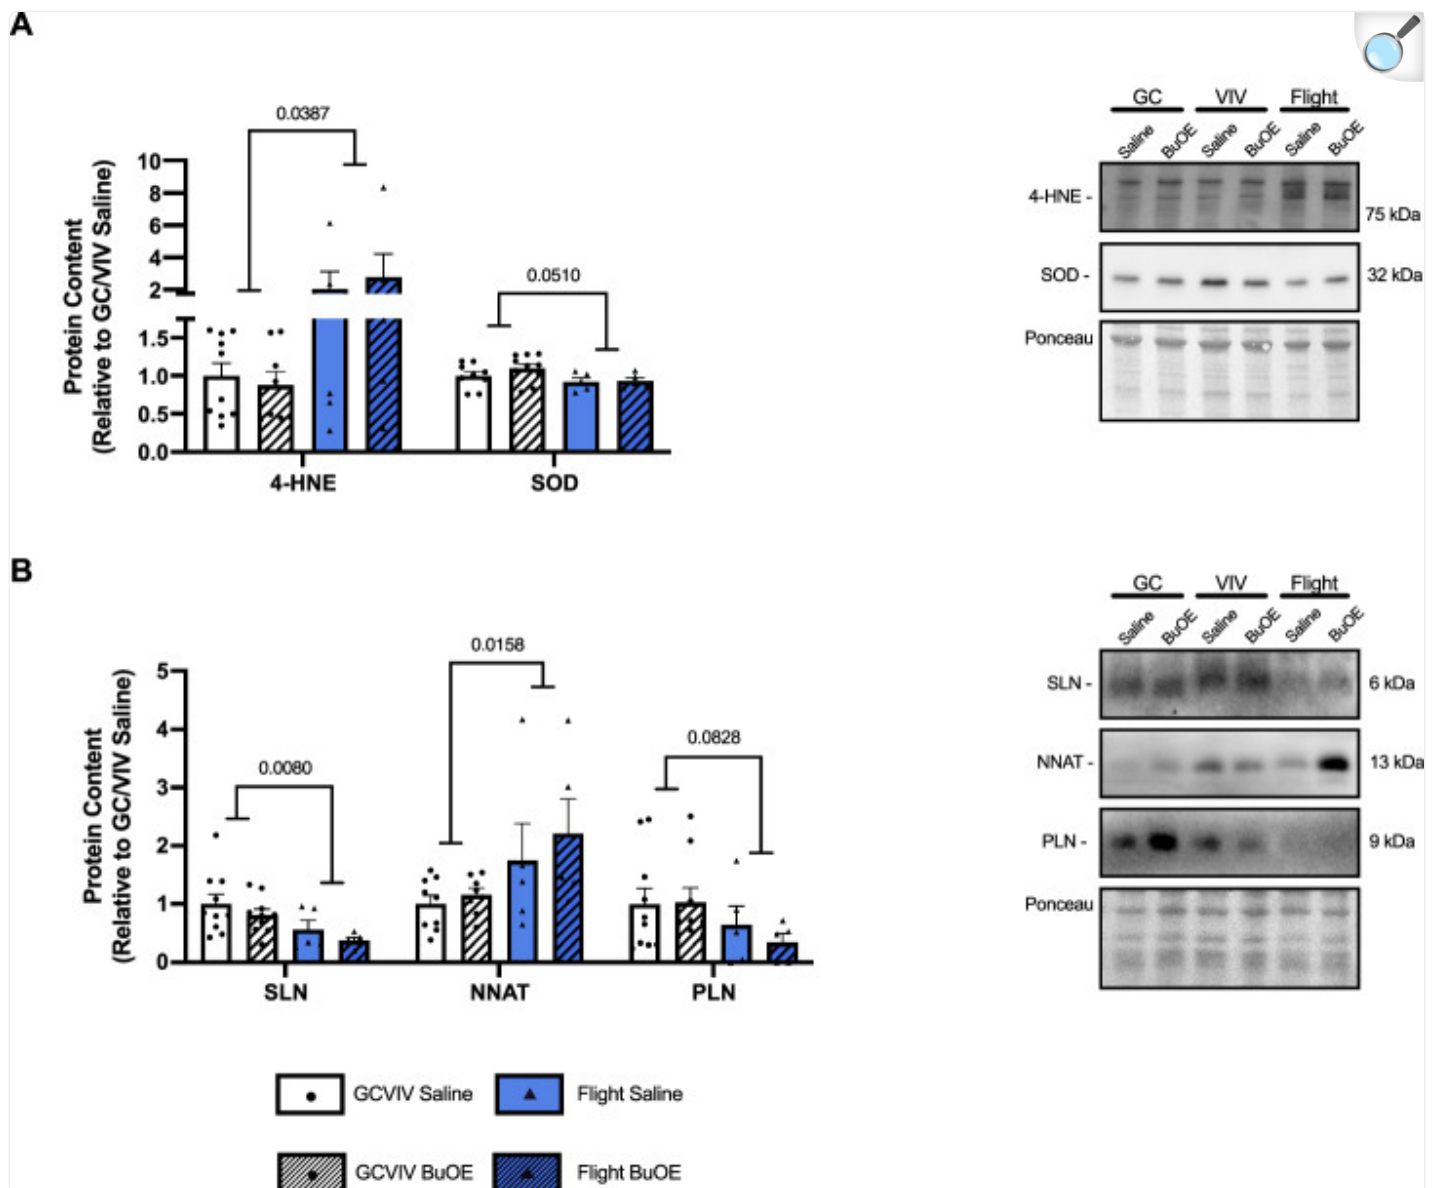 A
0.0387
10
8
6
4
2
1.5
1.0
0.5
0.0
Protein Content
(Relative to GC/VIV Saline)
0.0510
4-HNE
SOD
GC VIV Flight
Saline BuOE Saline BuOE Saline BuOE
4-HNE -
75 kDa
SOD -
32 kDa
Ponceau
B
5
4
3
2
1
0
Protein Content
(Relative to GC/VIV Saline)
0.0080
0.0158
0.0828
SLN
NNAT
PLN
GC VIV Flight
Saline BuOE Saline BuOE Saline BuOE
SLN -
6 kDa
NNAT -
13 kDa
PLN -
9 kDa
Ponceau
GCVIV Saline
Flight Saline
GCVIV BuOE
Flight BuOE